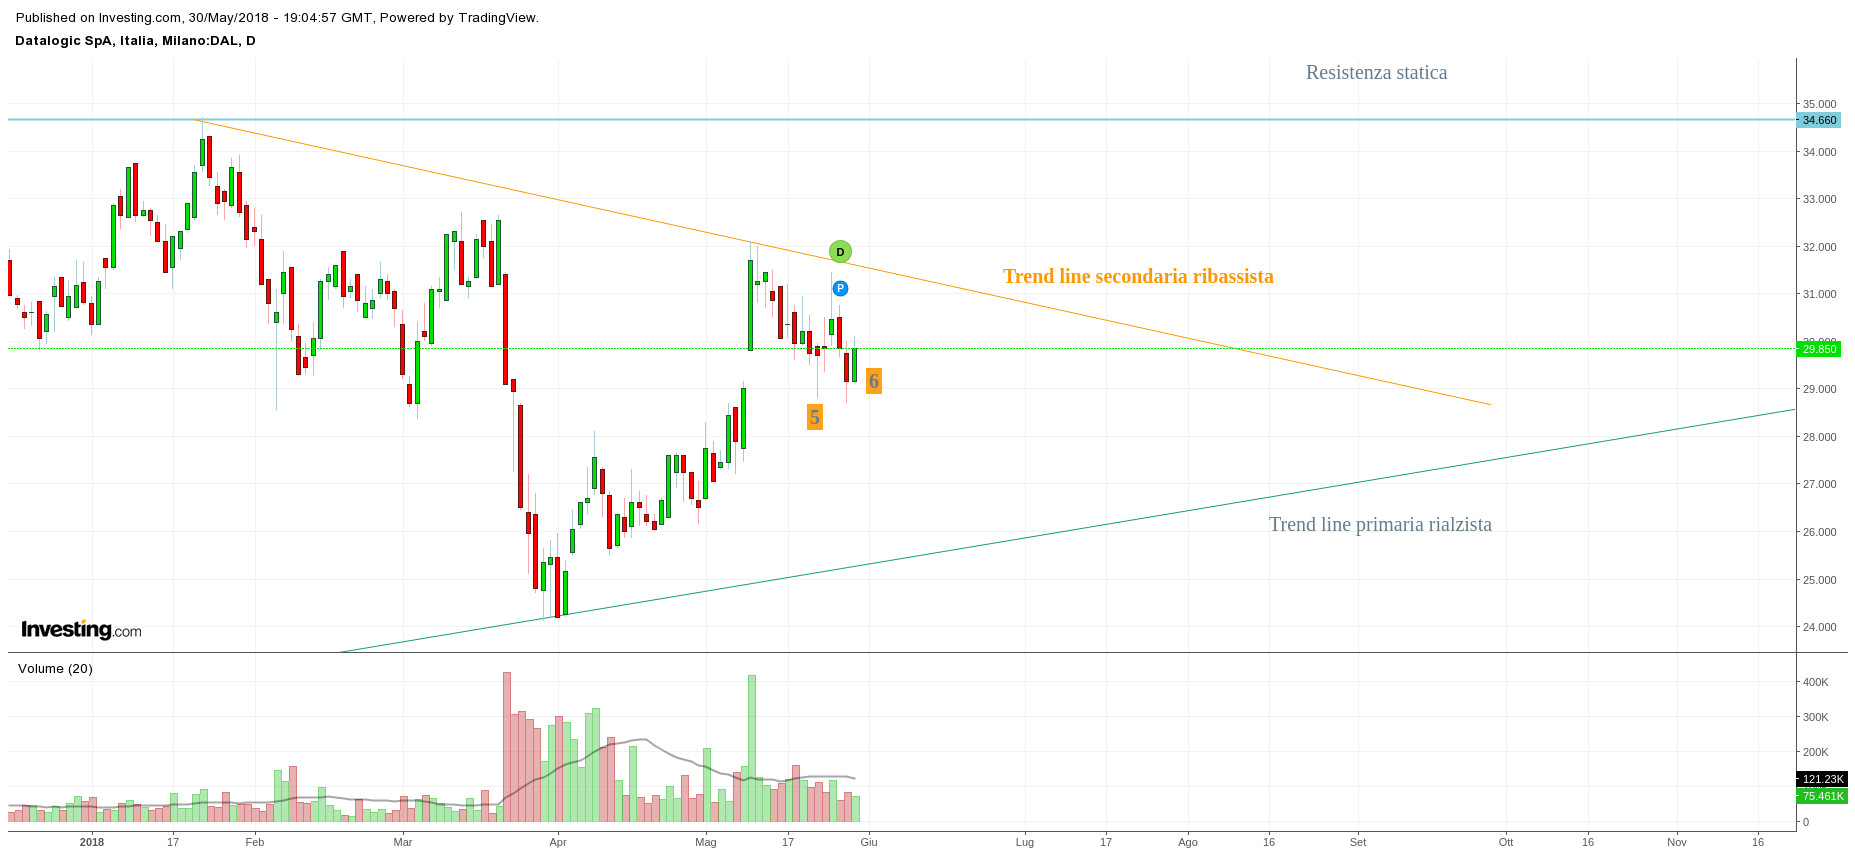 Published on Investing.com, 30/May/2018 - 19:04:57 GMT, Powered by TradingView.
Datalogic SpA, Italia, Milano:DAL, D
Resistenza statica
35.000
34.660
34.000
33.000
32.000
D
Trend line secondaria ribassista
P
31.000
29.850
6
29.000
5
28.000
27.000
Trend line primaria rialzista
26.000
25.000
24.000
Investing.com
Volume (20)
400K
300K
200K
121.23K
75.461K
0
2018 17 Feb Mar Apr Mag 17 Giu Lug 17 Ago 16 Set Ott 16 Nov 16